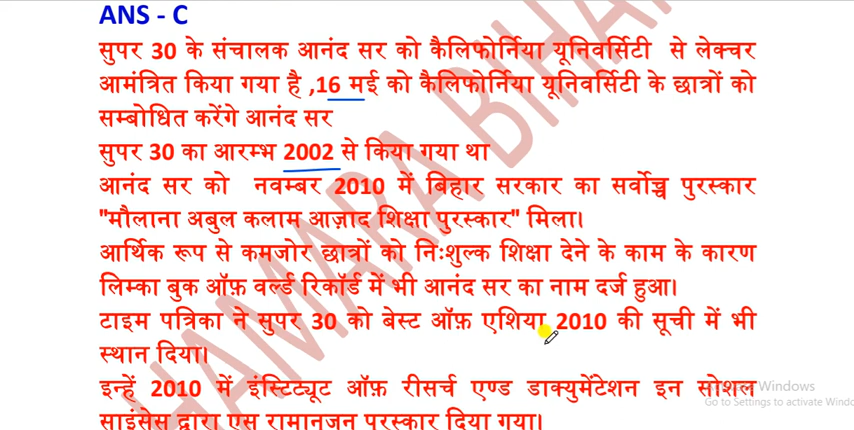 ANS - C
सुपर 30 के संचालक आनंद सर को कैलिफोर्निया यूनिवर्सिटी से लेक्चर
आमंत्रित किया गया है ,16 मई को कैलिफोर्निया यूनिवर्सिटी के छात्रों को
सम्बोधित करेंगे आनंद सर
सुपर 30 का आरम्भ 2002 से किया गया था
आनंद सर को नवम्बर 2010 में बिहार सरकार का सर्वोच्च पुरस्कार
"मौलाना अबुल कलाम आज़ाद शिक्षा पुरस्कार" मिला।
आर्थिक रूप से कमजोर छात्रों को निःशुल्क शिक्षा देने के काम के कारण
लिम्का बुक ऑफ़ वर्ल्ड रिकॉर्ड में भी आनंद सर का नाम दर्ज हुआ।
टाइम पत्रिका ने सुपर 30 को बेस्ट ऑफ़ एशिया 2010 की सूची में भी
स्थान दिया।
इन्हें 2010 में इंस्टिट्यूट ऑफ़ रीसर्च एण्ड डाक्युमेंटेशन इन सोशल
साइंसेस द्वारा एस रामानुजन पुरस्कार दिया गया।
HAMARA BIHAR
Activate Windows
Go to Settings to activate Windo